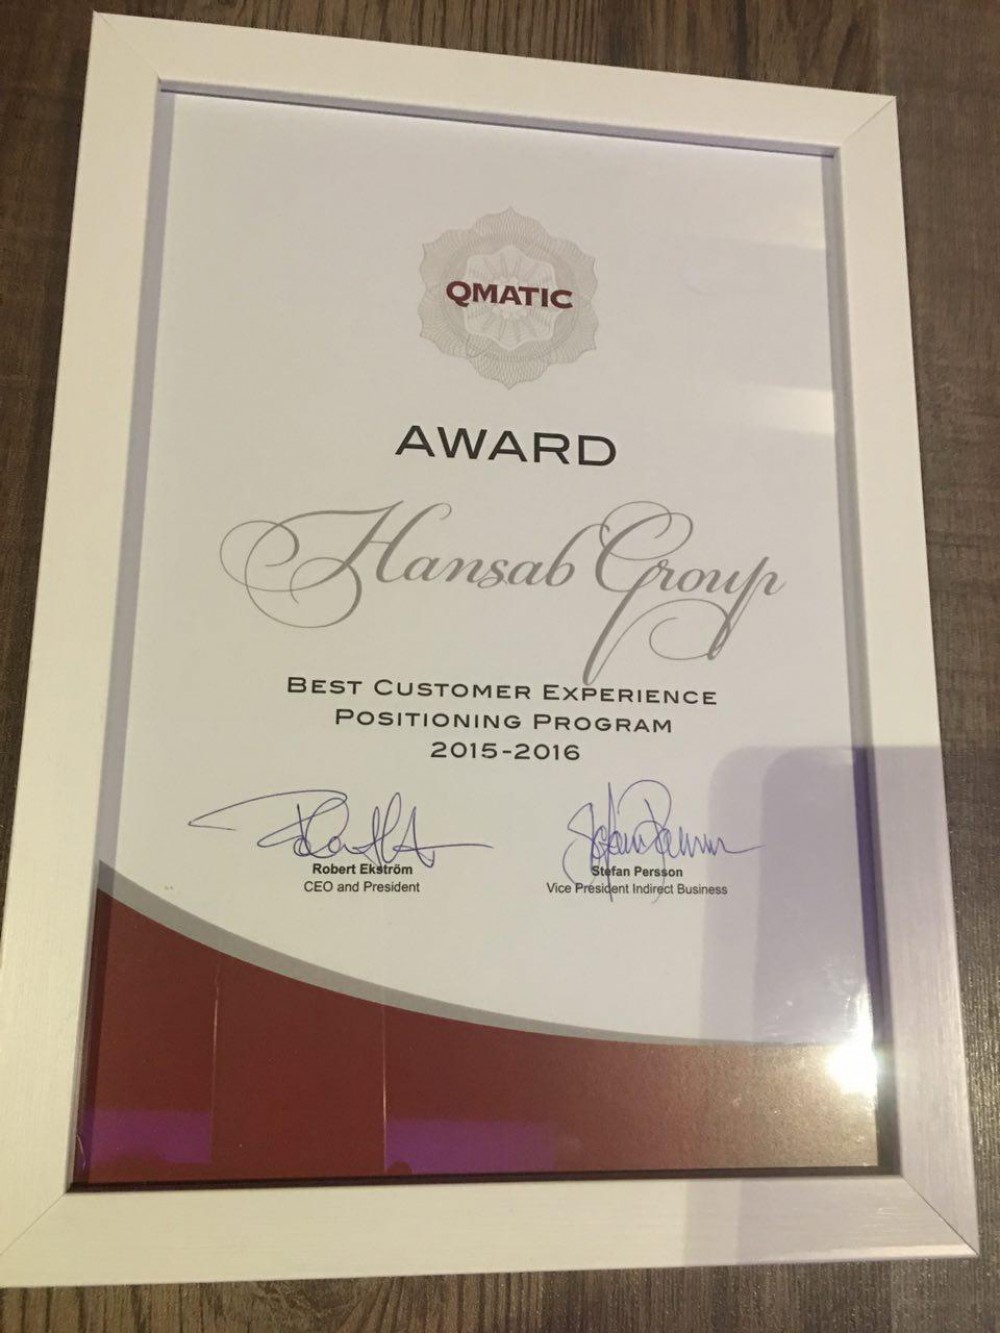 QMATIC
AWARD
Hansab Group
BEST CUSTOMER EXPERIENCE
POSITIONING PROGRAM
2015-2016
Robert Ekström
CEO and President
Stefan Persson
Vice President Indirect Business